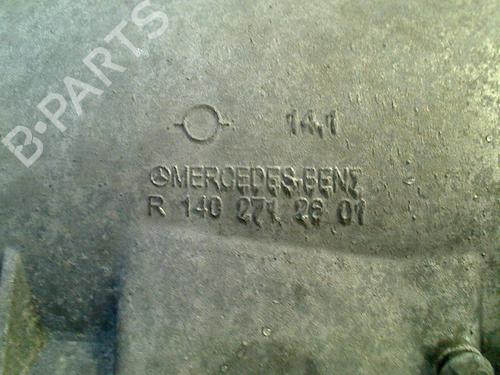 B-PARTS
14,1
MERCEDES-BENZ
R 140 271 26 01